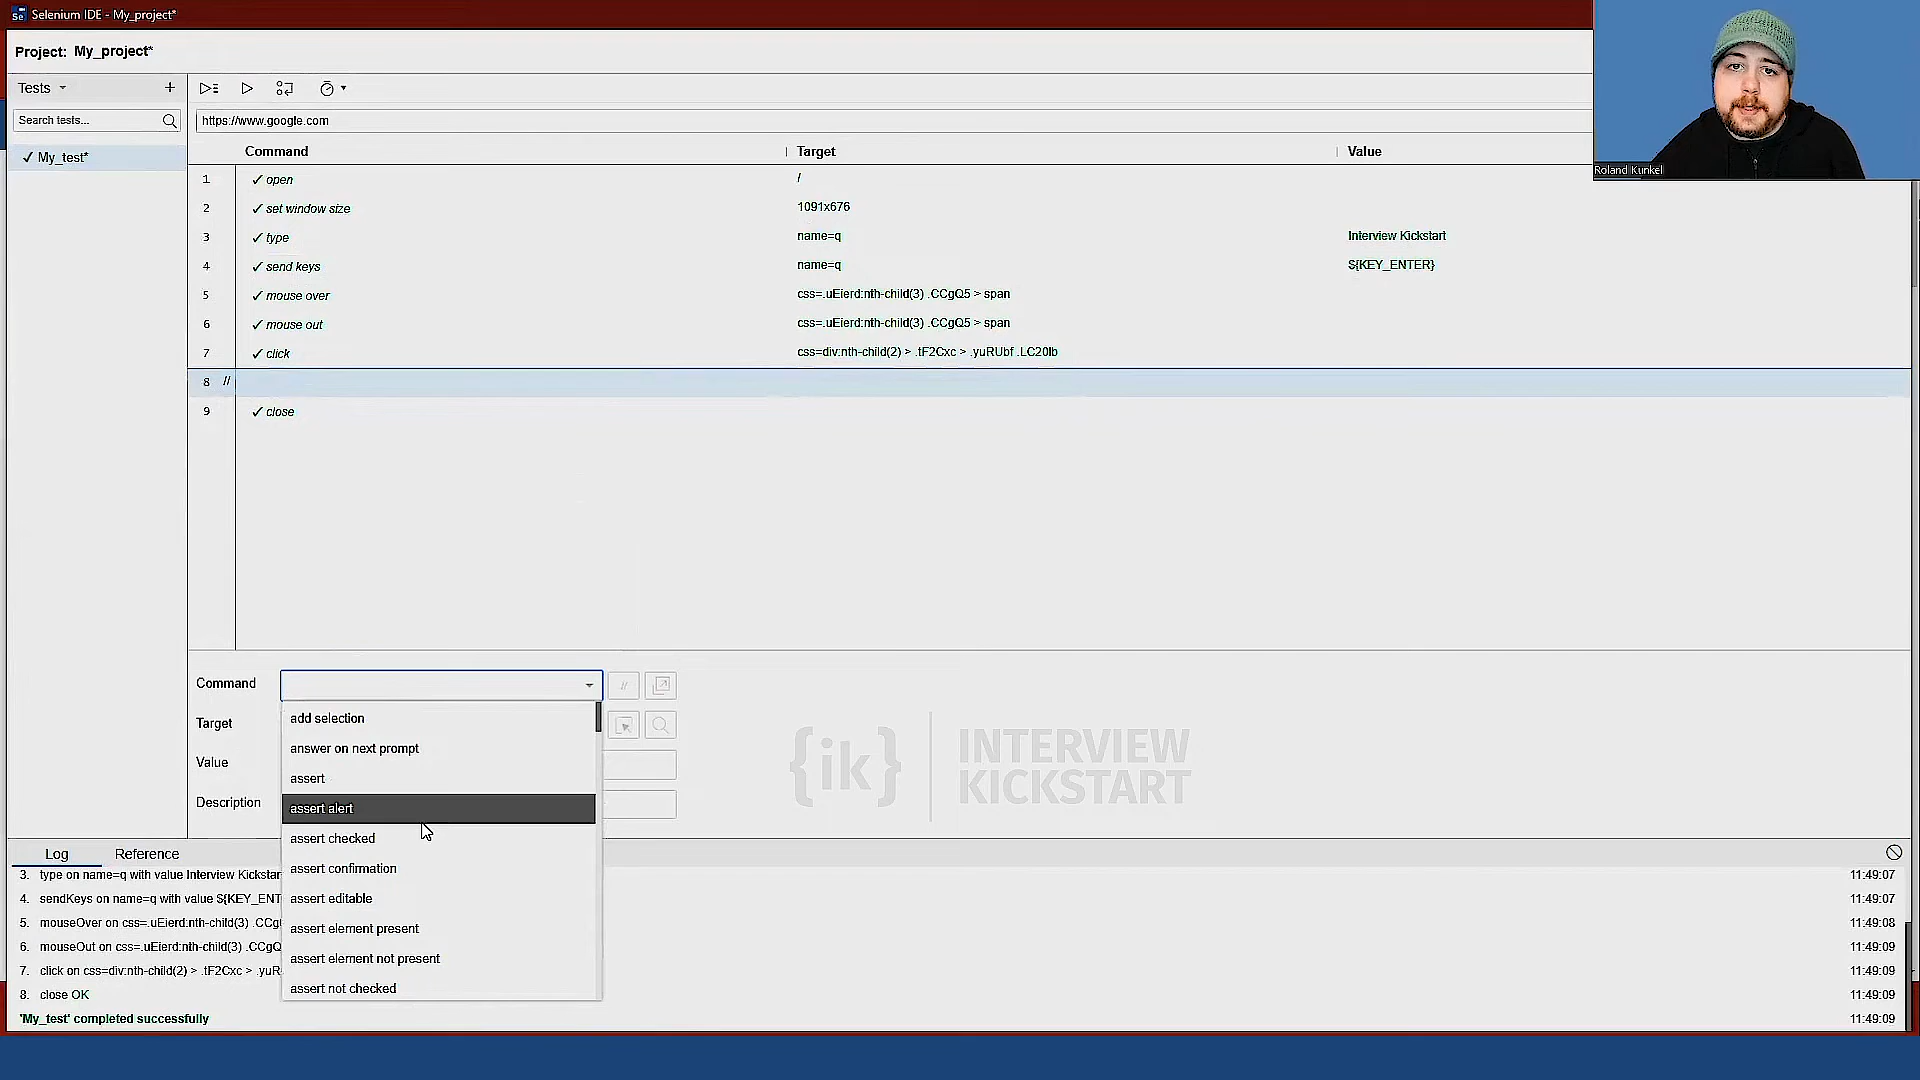 Selenium IDE - My_project*
Project: My_project*
Tests
+
Search tests...
https://www.google.com
✓ My_test*
Command Target Value
Roland Kunkel
1 ✓ open /
2 ✓ set window size 1091x676
3 ✓ type name=q Interview Kickstart
4 ✓ send keys name=q ${KEY_ENTER}
5 ✓ mouse over css=.uEierd:nth-child(3) .CCgQ5 > span
6 ✓ mouse out css=.uEierd:nth-child(3) .CCgQ5 > span
7 ✓ click css=div:nth-child(2) > .tF2Cxc > .yuRUbf .LC20lb
8 //
9 ✓ close
Command
//
Target
Value
Description
add selection
answer on next prompt
assert
assert alert
assert checked
assert confirmation
assert editable
assert element present
assert element not present
assert not checked
{ik} INTERVIEW
KICKSTART
Log Reference
3. type on name=q with value Interview Kickstar 11:49:07
4. sendKeys on name=q with value ${KEY_ENT 11:49:07
5. mouseOver on css=.uEierd:nth-child(3) .CCg 11:49:08
6. mouseOut on css=.uEierd:nth-child(3) .CCgQ 11:49:09
7. click on css=div:nth-child(2) > .tF2Cxc > .yuR 11:49:09
8. close OK 11:49:09
'My_test' completed successfully 11:49:09